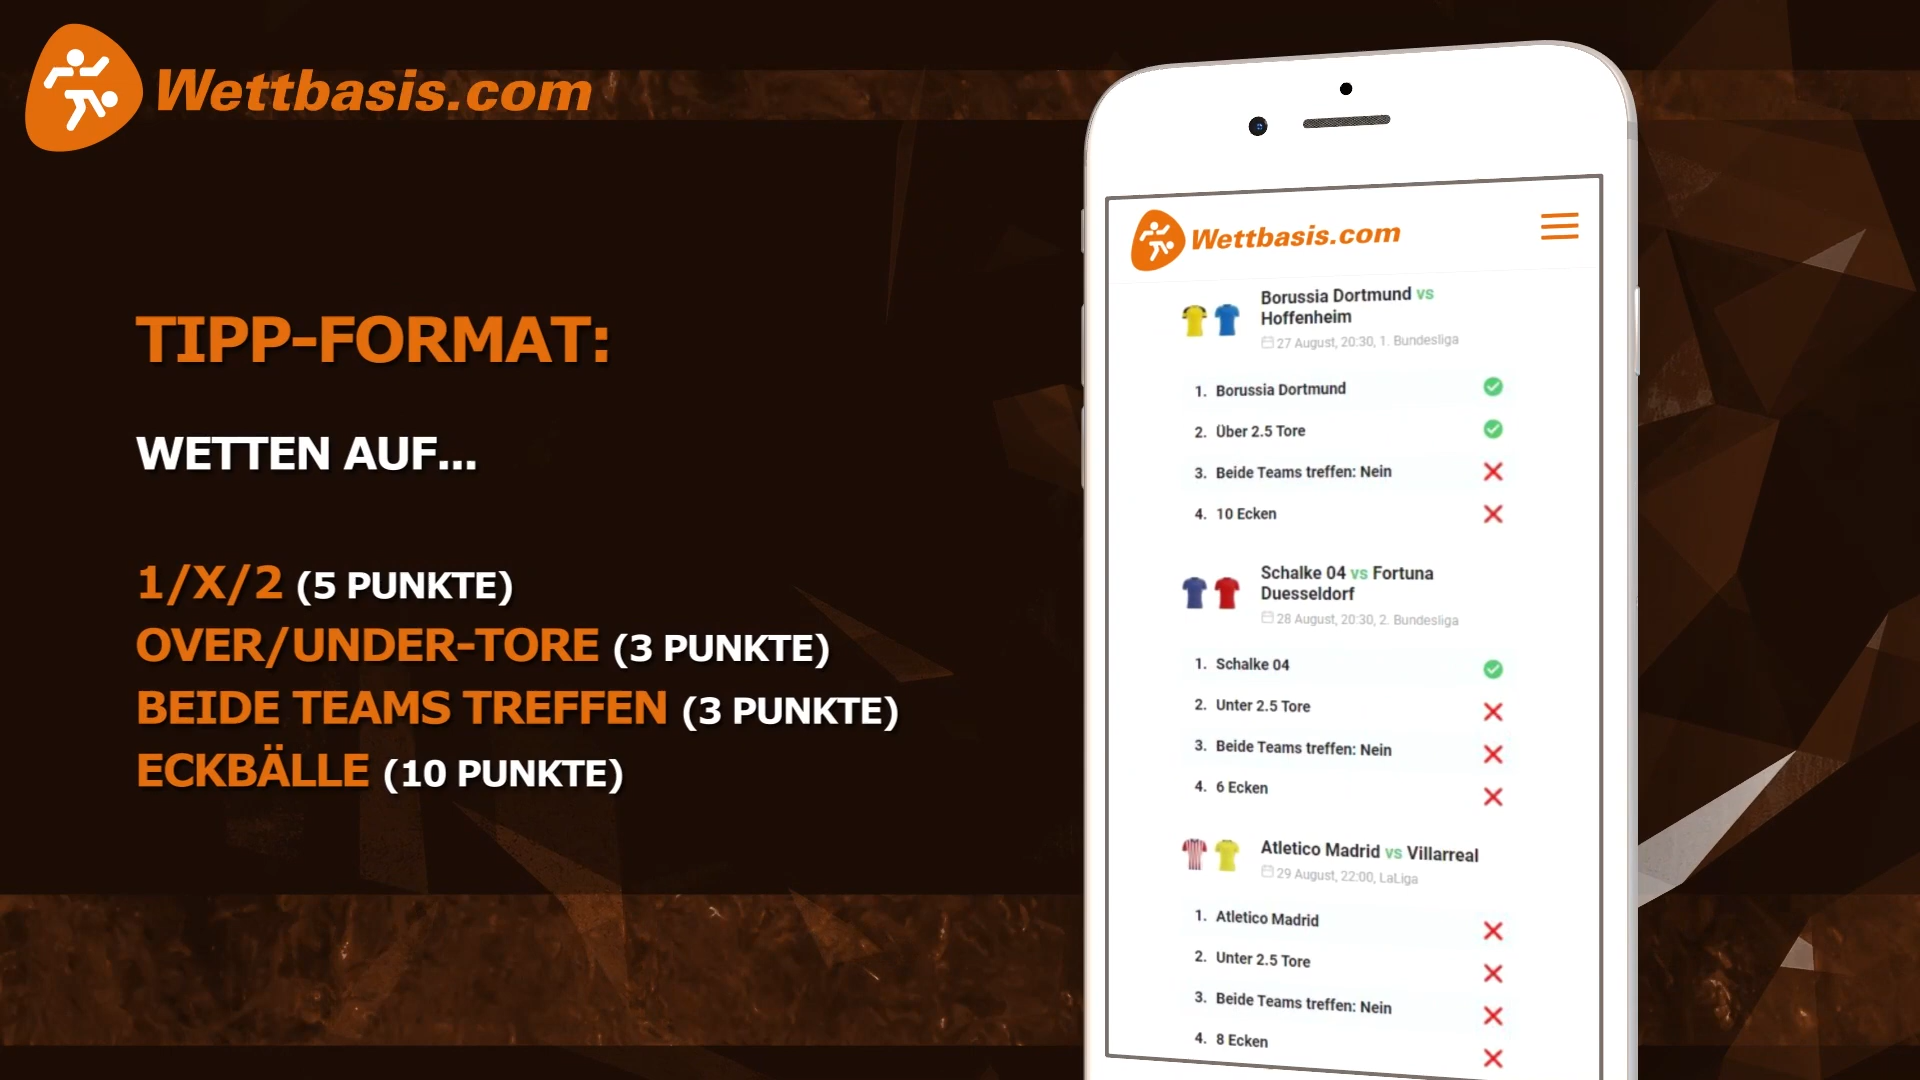 Wettbasis.com
TIPP-FORMAT:
WETTEN AUF...
1/X/2 (5 PUNKTE)
OVER/UNDER-TORE (3 PUNKTE)
BEIDE TEAMS TREFFEN (3 PUNKTE)
ECKBÄLLE (10 PUNKTE)
Wettbasis.com
Borussia Dortmund vs
Hoffenheim
27 August, 20:30, 1. Bundesliga
1. Borussia Dortmund
2. Über 2.5 Tore
3. Beide Teams treffen: Nein
4. 10 Ecken
Schalke 04 vs Fortuna
Duesseldorf
28 August, 20:30, 2. Bundesliga
1. Schalke 04
2. Unter 2.5 Tore
3. Beide Teams treffen: Nein
4. 6 Ecken
Atletico Madrid vs Villarreal
29 August, 22:00, LaLiga
1. Atletico Madrid
2. Unter 2.5 Tore
3. Beide Teams treffen: Nein
4. 8 Ecken